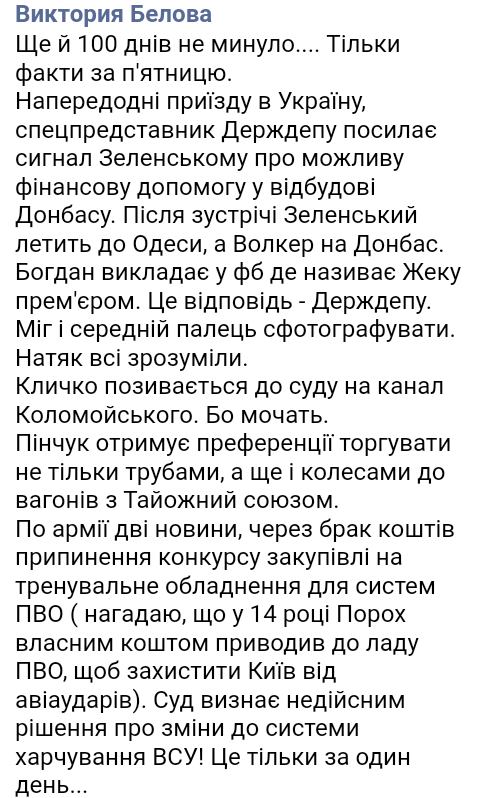 Виктория Белова
Ще й 100 днів не минуло.... Тільки
факти за п'ятницю.
Напередодні приїзду в Україну,
спецпредставник Держдепу посилає
сигнал Зеленському про можливу
фінансову допомогу у відбудові
Донбасу. Після зустрічі Зеленський
летить до Одеси, а Волкер на Донбас.
Богдан викладає у фб де називає Жеку
прем'єром. Це відповідь - Держдепу.
Міг і середній палець сфотографувати.
Натяк всі зрозуміли.
Кличко позивається до суду на канал
Коломойського. Бо мочать.
Пінчук отримує преференції торгувати
не тільки трубами, а ще і колесами до
вагонів з Тайожний союзом.
По армії дві новини, через брак коштів
припинення конкурсу закупівлі на
тренувальне обладнення для систем
ПВО ( нагадаю, що у 14 році Порох
власним коштом приводив до ладу
ПВО, щоб захистити Київ від
авіаударів). Суд визнає недійсним
рішення про зміни до системи
харчування ВСУ! Це тільки за один
день...